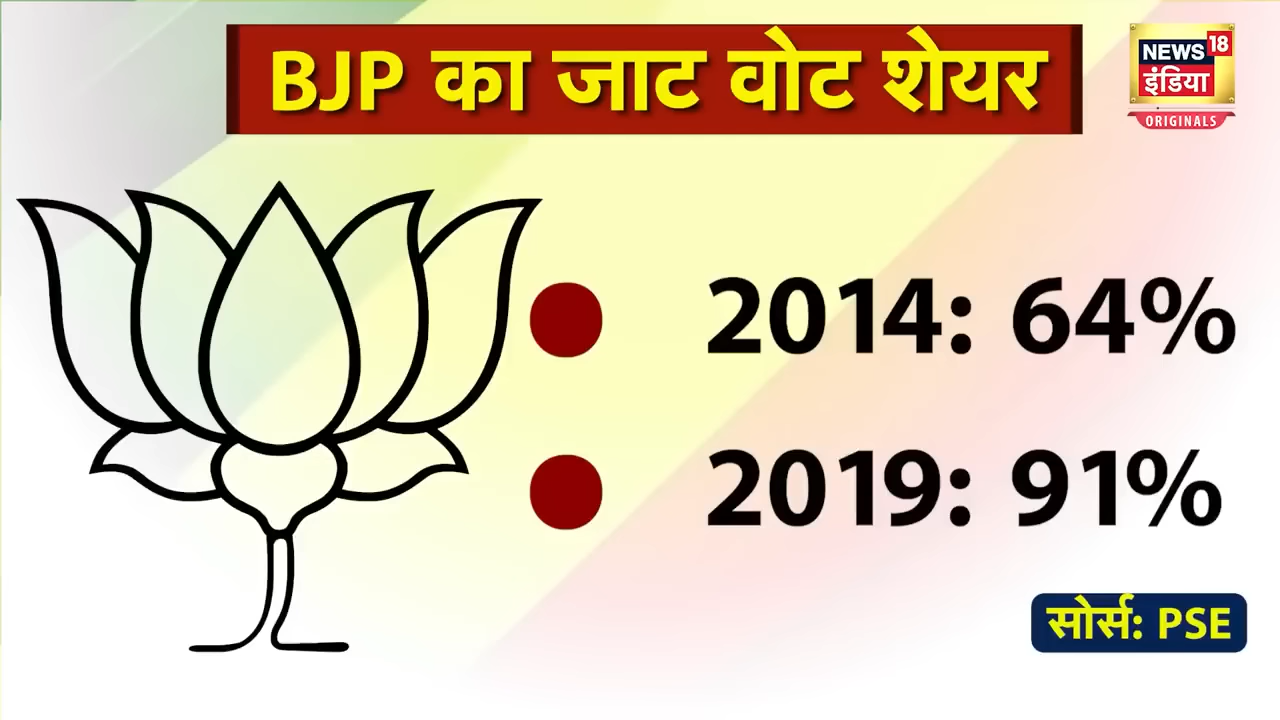 BJP का जाट वोट शेयर
NEWS 18
इंडिया
ORIGINALS
2014: 64%
2019: 91%
सोर्स: PSE